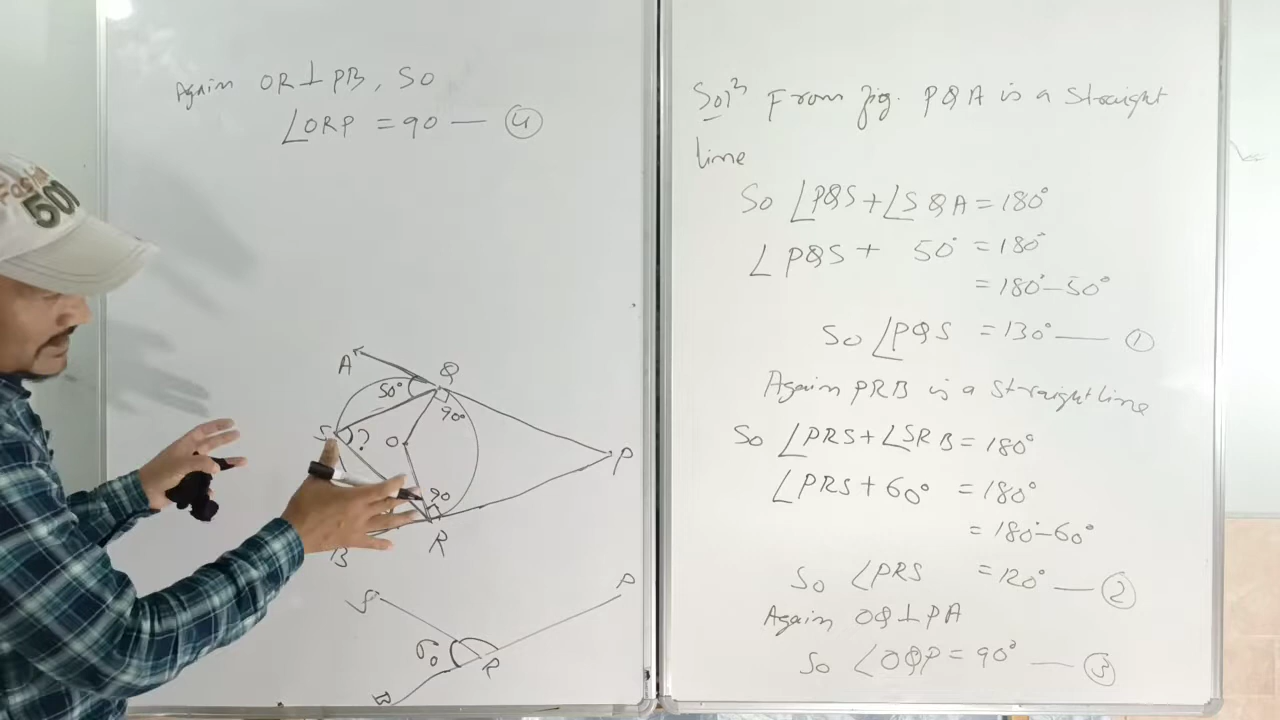 Again OR⊥PB, So
∠ORP = 90 — ④
Solⁿ From fig. PQA is a Straight
line
So ∠PQS+∠SQA = 180°
∠PQS + 50° = 180°
= 180°-50°
So ∠PQS = 130° — ①
Again PRB is a Straight line
So ∠PRS+∠SRB = 180°
∠PRS + 60° = 180°
= 180°-60°
So ∠PRS = 120° — ②
Again OQ⊥PA
So ∠OQP = 90° — ③
A
Q
50°
90°
S
?
O
P
90
R
B
S
P
60
R
B
501